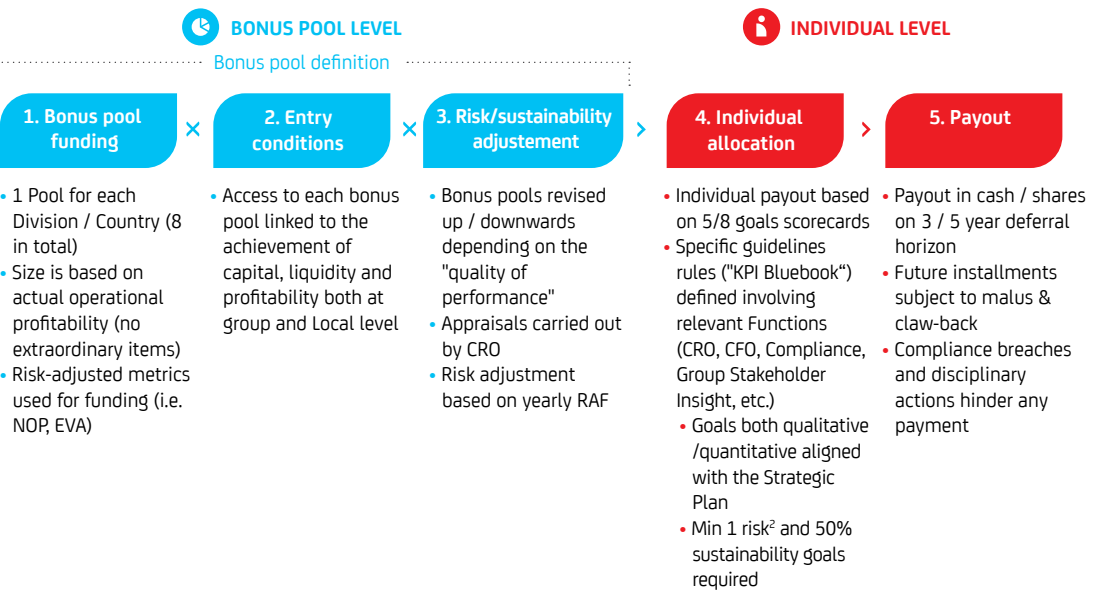 BONUS POOL LEVEL
Bonus pool definition
INDIVIDUAL LEVEL
1. Bonus pool
funding
×
2. Entry
conditions
×
3. Risk/sustainability
adjustement
>
4. Individual
allocation
>
5. Payout
• 1 Pool for each
Division / Country (8
in total)
• Size is based on
actual operational
profitability (no
extraordinary items)
• Risk-adjusted metrics
used for funding (i.e.
NOP, EVA)
• Access to each bonus
pool linked to the
achievement of
capital, liquidity and
profitability both at
group and Local level
• Bonus pools revised
up / downwards
depending on the
"quality of
performance"
• Appraisals carried out
by CRO
• Risk adjustment
based on yearly RAF
• Individual payout based
on 5/8 goals scorecards
• Specific guidelines
rules ("KPI Bluebook“)
defined involving
relevant Functions
(CRO, CFO, Compliance,
Group Stakeholder
Insight, etc.)
• Goals both qualitative
/quantitative aligned
with the Strategic
Plan
• Min 1 risk² and 50%
sustainability goals
required
• Payout in cash / shares
on 3 / 5 year deferral
horizon
• Future installments
subject to malus &
claw-back
• Compliance breaches
and disciplinary
actions hinder any
payment